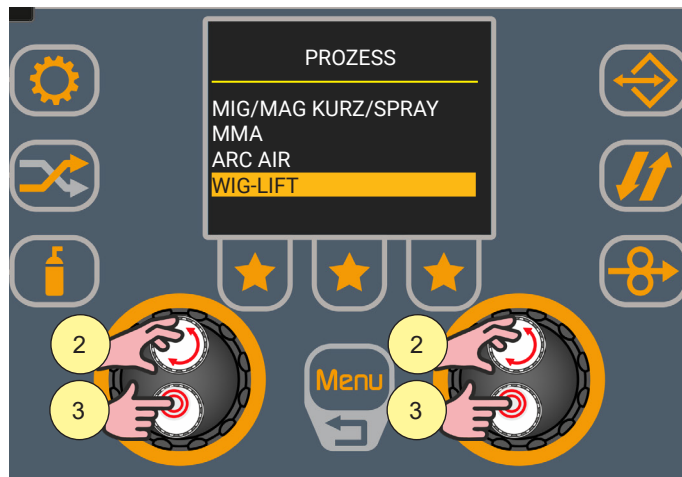 PROZESS
MIG/MAG KURZ/SPRAY
MMA
ARC AIR
WIG-LIFT
2
2
3
3
Menu